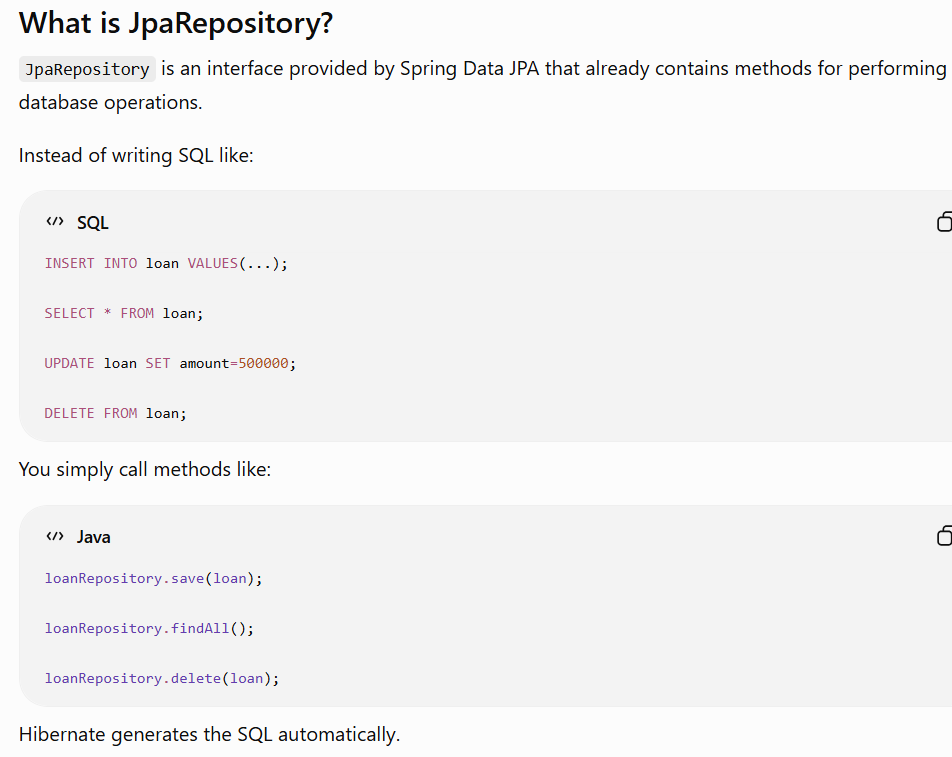 What is JpaRepository?
JpaRepository is an interface provided by Spring Data JPA that already contains methods for performing
database operations.
Instead of writing SQL like:
SQL
INSERT INTO loan VALUES(...);
SELECT * FROM loan;
UPDATE loan SET amount=500000;
DELETE FROM loan;
You simply call methods like:
Java
loanRepository.save(loan);
loanRepository.findAll();
loanRepository.delete(loan);
Hibernate generates the SQL automatically.